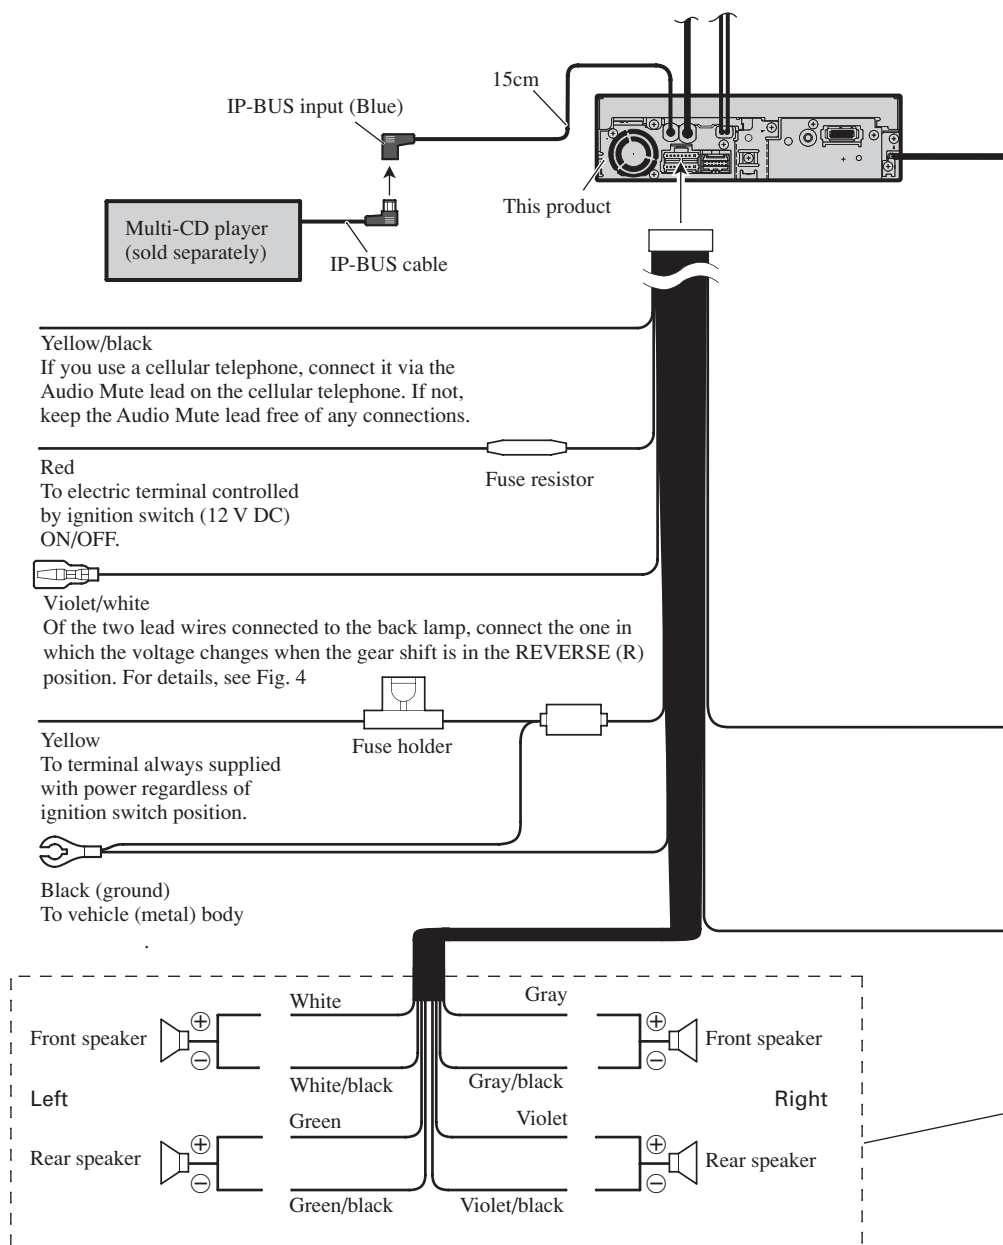 15cm
IP-BUS input (Blue)
This product
Multi-CD player
(sold separately)
IP-BUS cable
Yellow/black
If you use a cellular telephone, connect it via the
Audio Mute lead on the cellular telephone. If not,
keep the Audio Mute lead free of any connections.
Fuse resistor
Red
To electric terminal controlled
by ignition switch (12 V DC)
ON/OFF.
Violet/white
Of the two lead wires connected to the back lamp, connect the one in
which the voltage changes when the gear shift is in the REVERSE (R)
position. For details, see Fig. 4
Fuse holder
Yellow
To terminal always supplied
with power regardless of
ignition switch position.
Black (ground)
To vehicle (metal) body
.
White
Gray
Front speaker
+
−
+
−
Front speaker
White/black
Gray/black
Left
Right
Green
Violet
Rear speaker
+
−
+
−
Rear speaker
Green/black
Violet/black